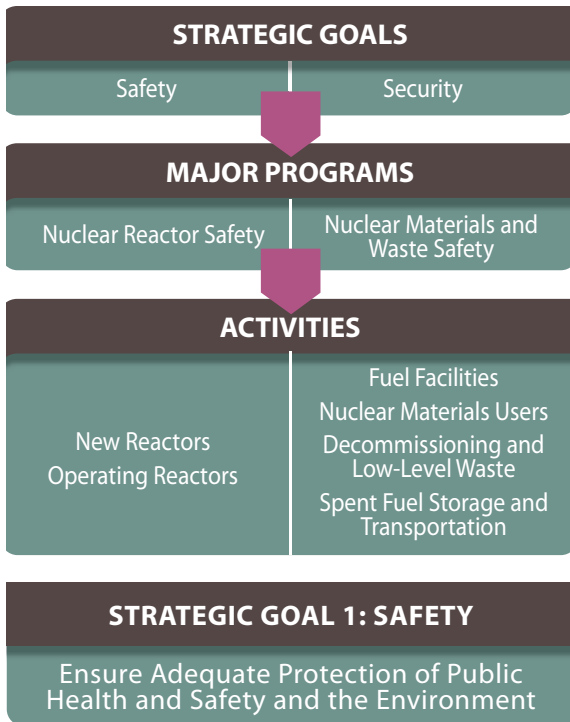 STRATEGIC GOALS
Safety
Security
MAJOR PROGRAMS
Nuclear Reactor Safety
Nuclear Materials and
Waste Safety
ACTIVITIES
New Reactors
Operating Reactors
Fuel Facilities
Nuclear Materials Users
Decommissioning and
Low-Level Waste
Spent Fuel Storage and
Transportation
STRATEGIC GOAL 1: SAFETY
Ensure Adequate Protection of Public
Health and Safety and the Environment